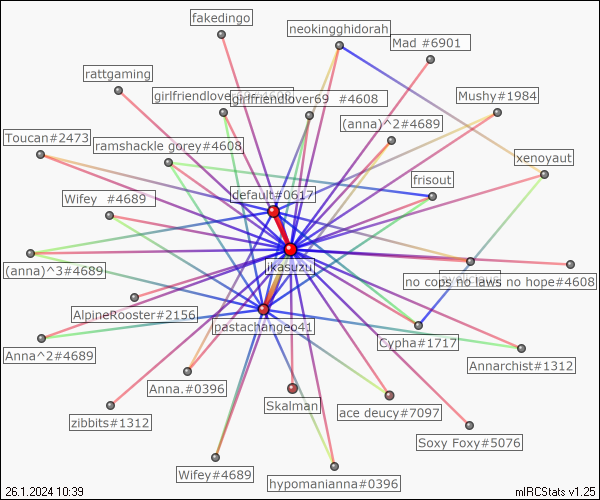 fakedingo
neokingghidorah
Mad #6901
rattgaming
girlfriendlove
girlfriendlover69 #4608
Mushy#1984
(anna)^2#4689
Toucan#2473
ramshackle gorey#4608
xenoyaut
frisout
default#0617
Wifey #4689
(anna)^3#4689
ikasuzu
no cops no laws no hope#4608
AlpineRooster#2156
pastachangeo41
Cypha#1717
Anna^2#4689
Annarchist#1312
Anna.#0396
Skalman
ace deucy#7097
zibbits#1312
Soxy Foxy#5076
Wifey#4689
hypomanianna#0396
26.1.2024 10:39
mIRCStats v1.25